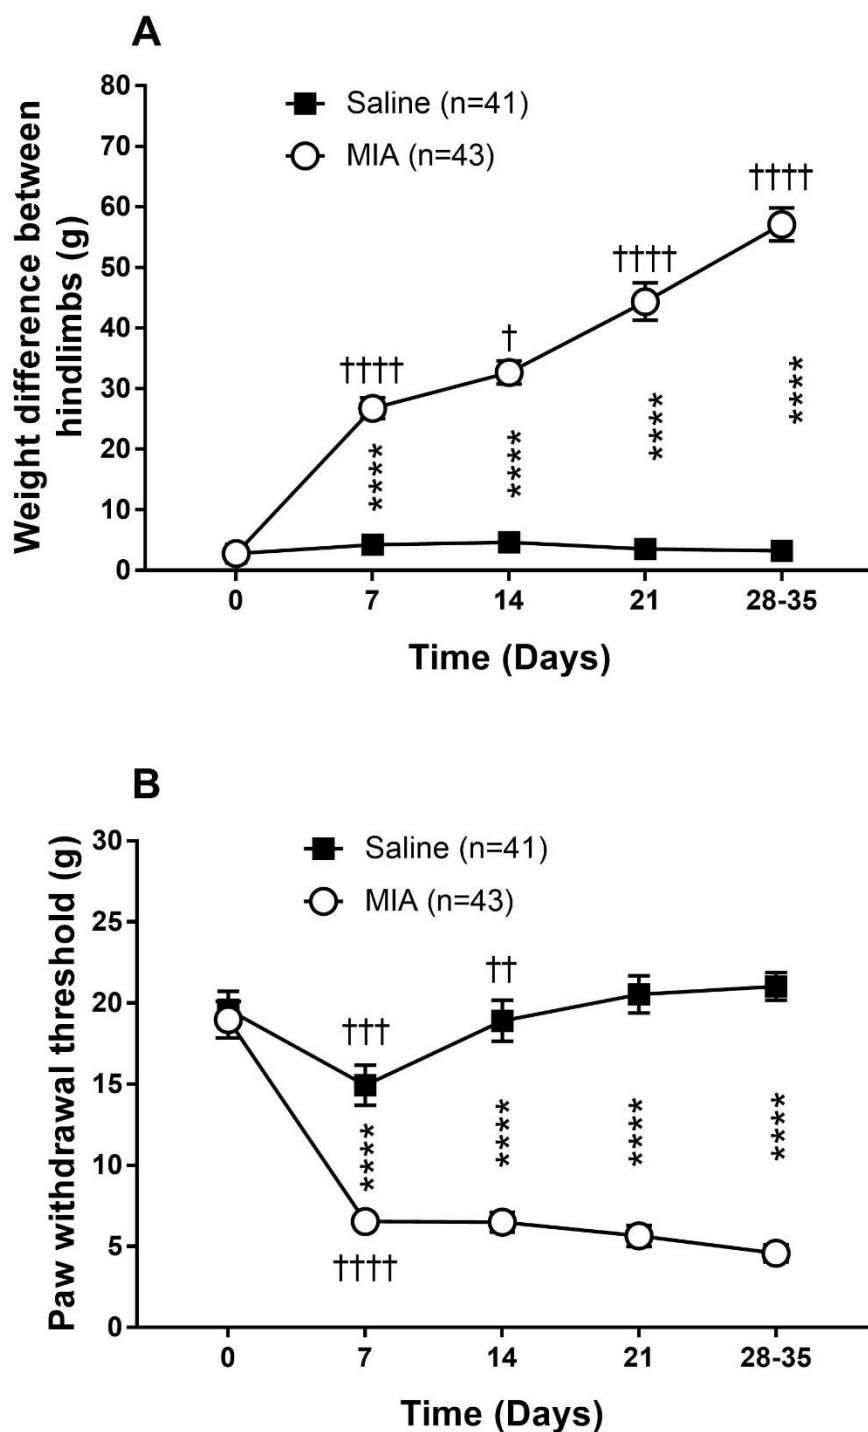 A
Weight difference between
hindlimbs (g)
80
70
60
50
40
30
20
10
0
Saline (n=41)
MIA (n=43)
††††
†
††††
††††
****
****
****
****
0 7 14 21 28-35
Time (Days)
B
Paw withdrawal threshold (g)
30
25
20
15
10
5
0
Saline (n=41)
MIA (n=43)
†††
††
****
****
****
****
††††
0 7 14 21 28-35
Time (Days)